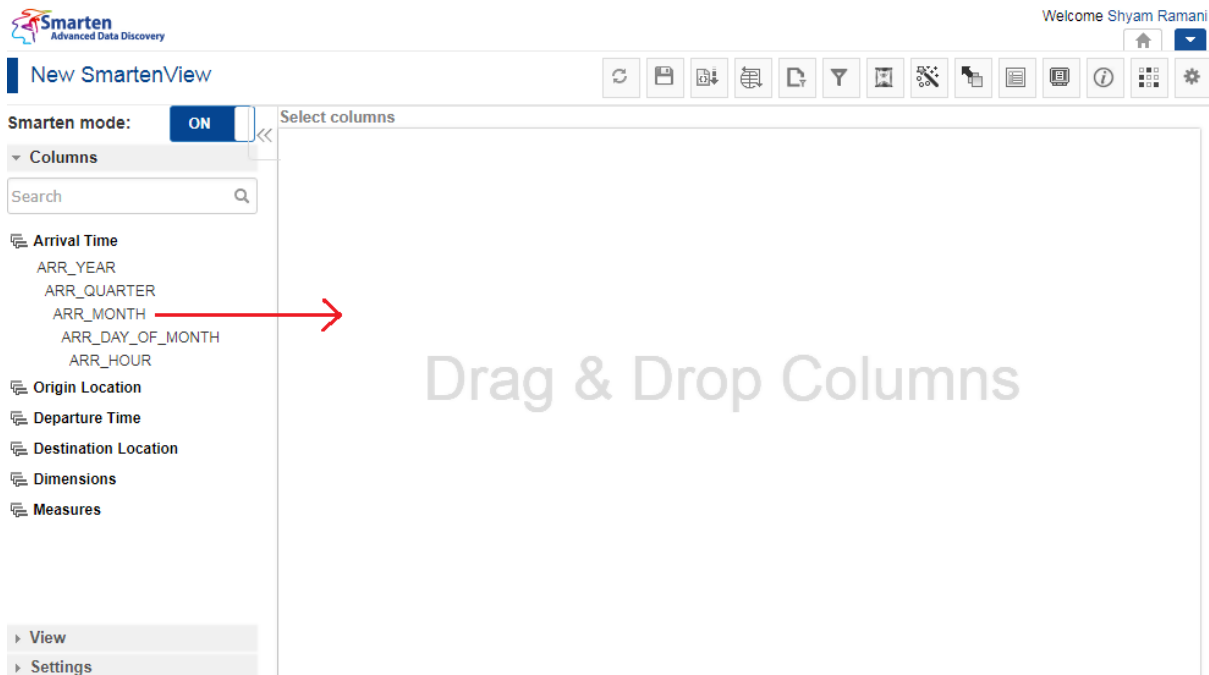 Smarten
Advanced Data Discovery
Welcome Shyam Ramani
New SmartenView
Smarten mode:
ON
Select columns
Columns
Search
Arrival Time
ARR_YEAR
ARR_QUARTER
ARR_MONTH
ARR_DAY_OF_MONTH
ARR_HOUR
Drag & Drop Columns
Origin Location
Departure Time
Destination Location
Dimensions
Measures
View
Settings